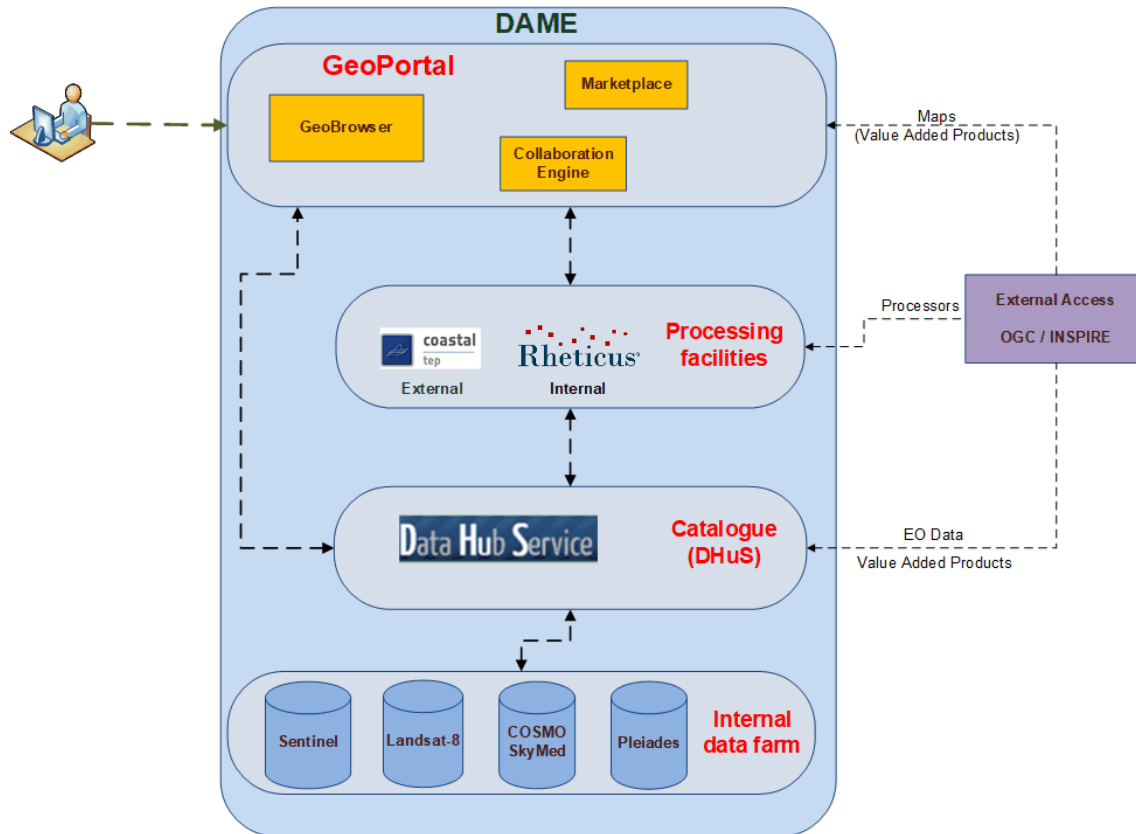 DAME
GeoPortal
GeoBrowser
Marketplace
Collaboration
Engine
Maps
(Value Added Products)
External Access
OGC / INSPIRE
Processors
coastal
tep
External
Rheticus
Internal
Processing
facilities
Data Hub Service
Catalogue
(DHuS)
EO Data
Value Added Products
Sentinel
Landsat-8
COSMO
SkyMed
Pleiades
Internal
data farm